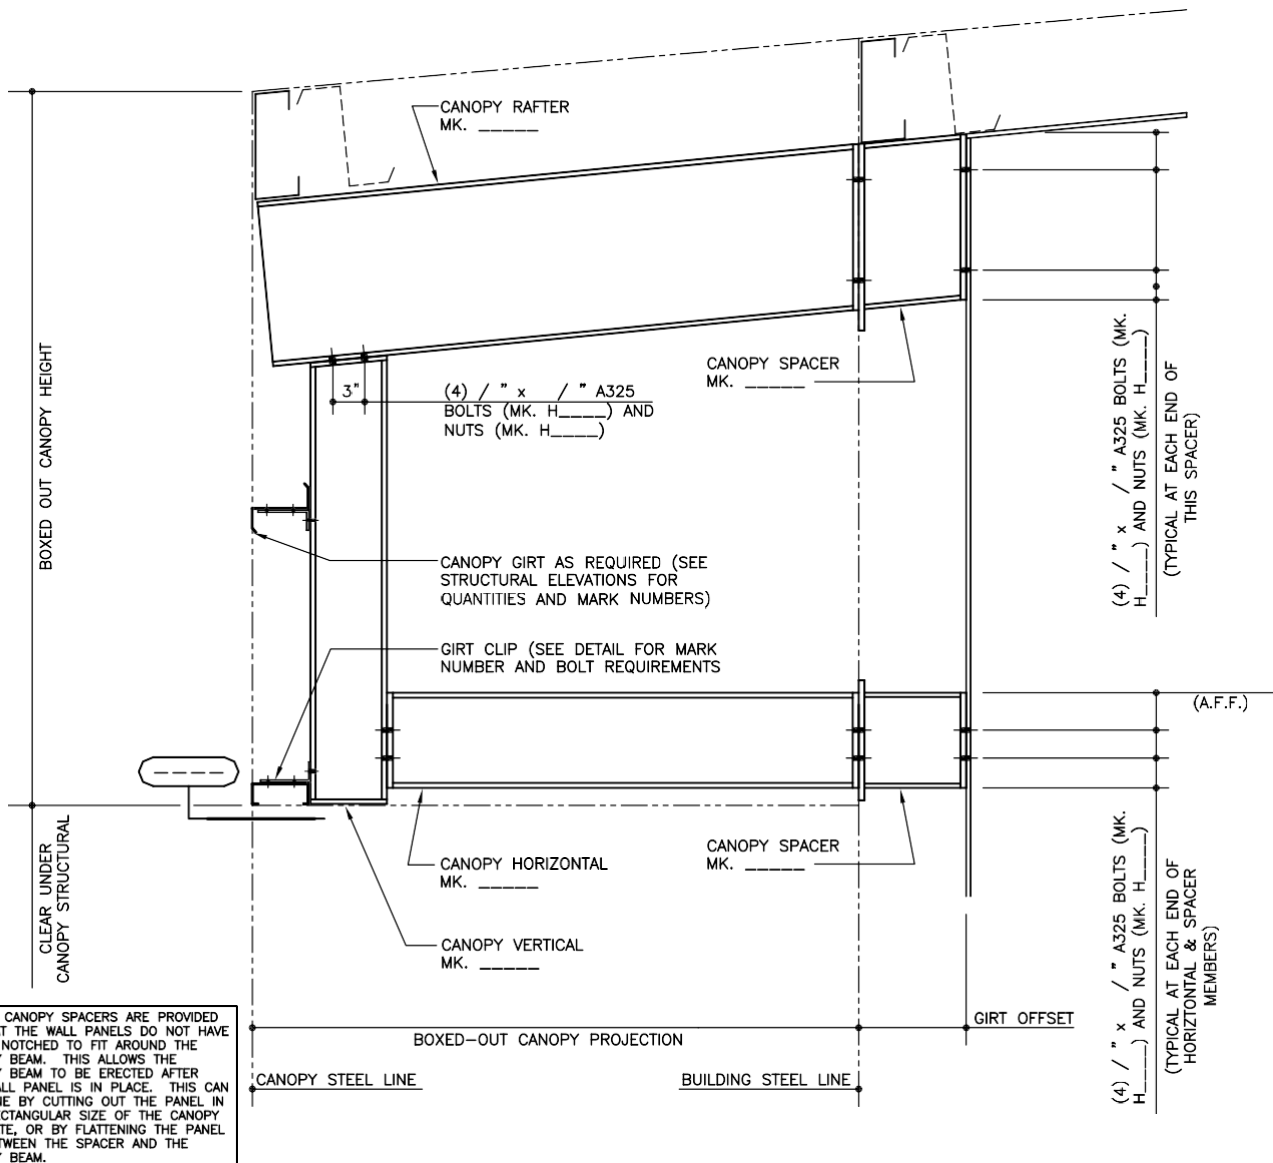 CANOPY RAFTER
MK. _____
BOXED OUT CANOPY HEIGHT
3"
(4) / " x / " A325
BOLTS (MK. H____) AND
NUTS (MK. H____)
CANOPY SPACER
MK. _____
(4) / " x / " A325 BOLTS (MK.
H____) AND NUTS (MK. H____)
(TYPICAL AT EACH END OF
THIS SPACER)
CANOPY GIRT AS REQUIRED (SEE
STRUCTURAL ELEVATIONS FOR
QUANTITIES AND MARK NUMBERS)
GIRT CLIP (SEE DETAIL FOR MARK
NUMBER AND BOLT REQUIREMENTS
(A.F.F.)
CLEAR UNDER
CANOPY STRUCTURAL
CANOPY HORIZONTAL
MK. _____
CANOPY SPACER
MK. _____
CANOPY VERTICAL
MK. _____
(4) / " x / " A325 BOLTS (MK.
H____) AND NUTS (MK. H____)
(TYPICAL AT EACH END OF
HORIZTONTAL & SPACER
MEMBERS)
GIRT OFFSET
BOXED-OUT CANOPY PROJECTION
CANOPY STEEL LINE
BUILDING STEEL LINE
CANOPY SPACERS ARE PROVIDED
THE WALL PANELS DO NOT HAVE
NOTCHED TO FIT AROUND THE
BEAM. THIS ALLOWS THE
BEAM TO BE ERECTED AFTER
PANEL IS IN PLACE. THIS CAN
BY CUTTING OUT THE PANEL IN
SIZE OF THE CANOPY
OR BY FLATTENING THE PANEL
THE SPACER AND THE
BEAM.